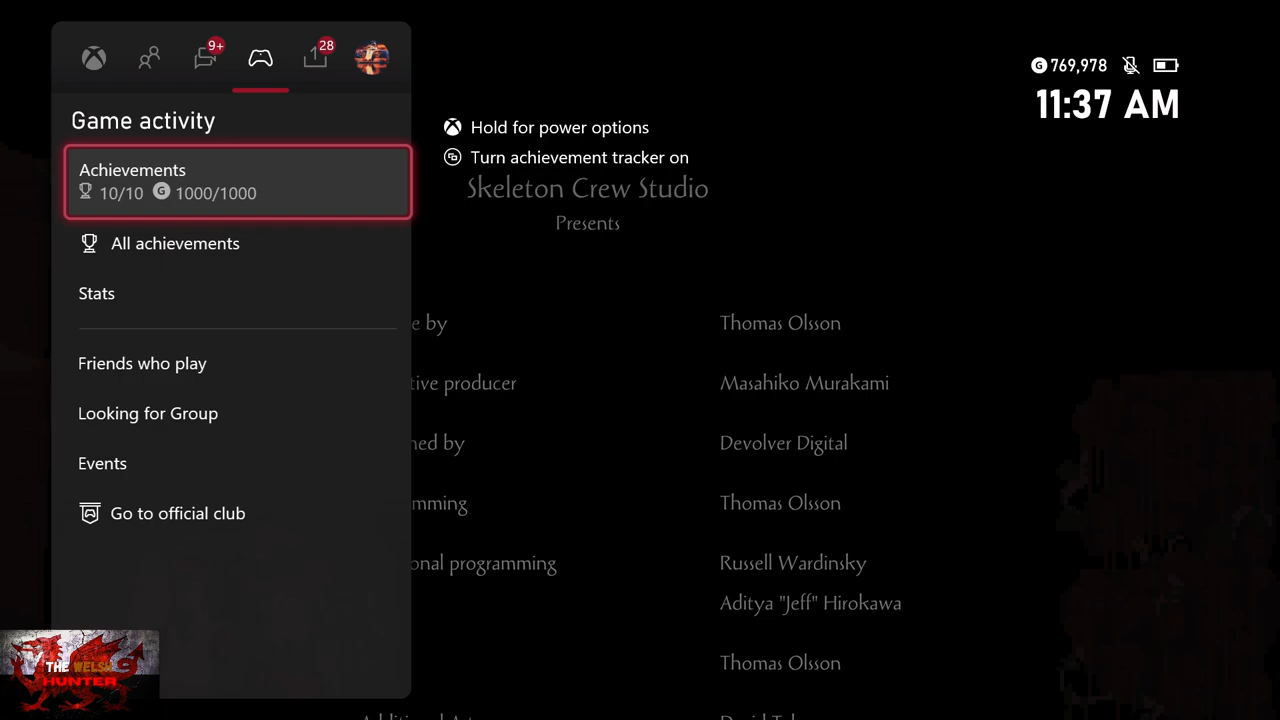 9+
28
769,978
11:37 AM
Game activity
Hold for power options
Turn achievement tracker on
Achievements
10/10 G 1000/1000
All achievements
Stats
Friends who play
Looking for Group
Events
Go to official club
Skeleton Crew Studio
Presents
e by Thomas Olsson
tive producer Masahiko Murakami
ned by Devolver Digital
mming Thomas Olsson
onal programming Russell Wardinsky
Aditya "Jeff" Hirokawa
Thomas Olsson
THE WELSH
HUNTER